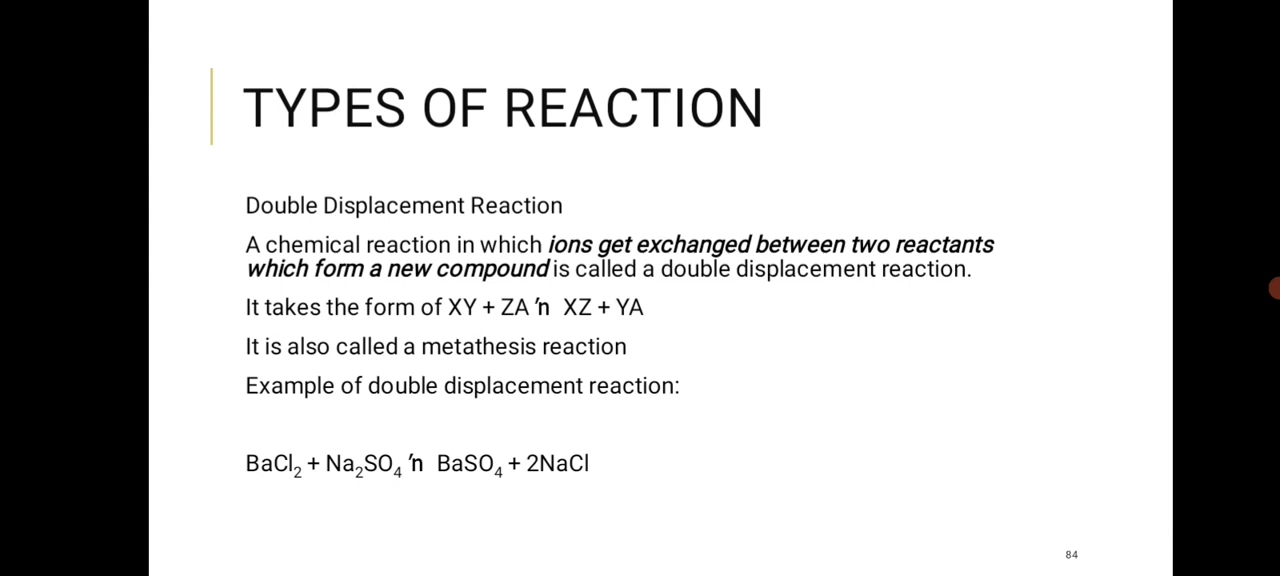 TYPES OF REACTION
Double Displacement Reaction
A chemical reaction in which ions get exchanged between two reactants
which form a new compound is called a double displacement reaction.
It takes the form of XY + ZA ŉ XZ + YA
It is also called a metathesis reaction
Example of double displacement reaction:
BaCl₂ + Na₂SO₄ ŉ BaSO₄ + 2NaCl
84